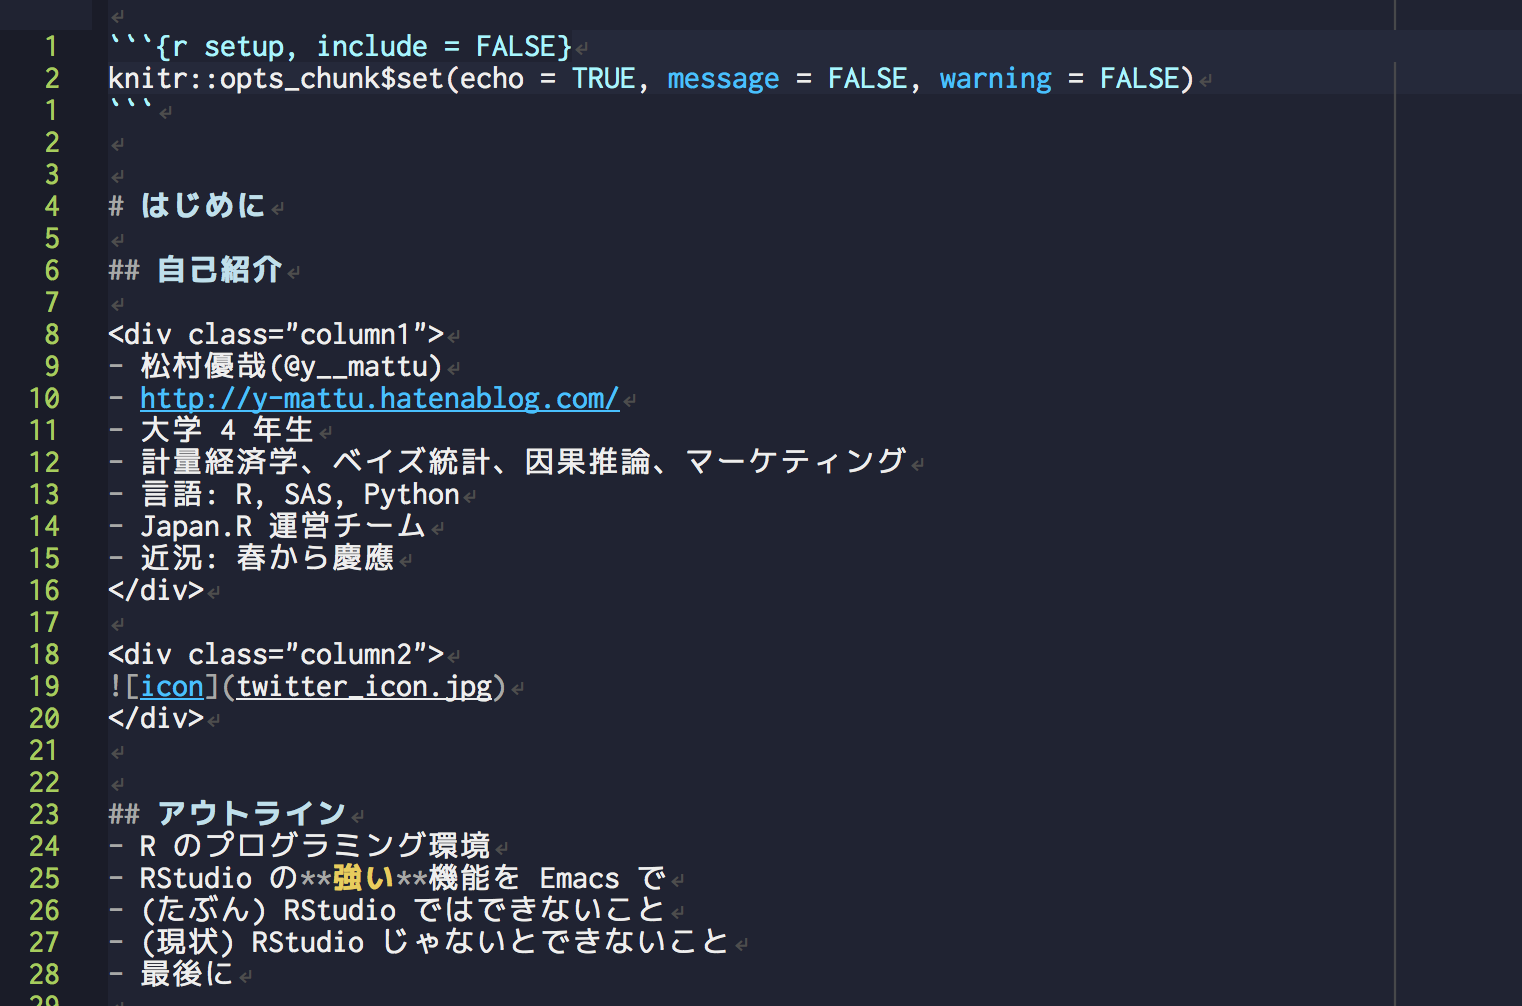 1 ```{r setup, include = FALSE}
2 knitr::opts_chunk$set(echo = TRUE, message = FALSE, warning = FALSE)
1 ```
2
3
4 # はじめに
5
6 ## 自己紹介
7
8 <div class="column1">
9 - 松村優哉(@y__mattu)
10 - http://y-mattu.hatenablog.com/
11 - 大学 4 年生
12 - 計量経済学、ベイズ統計、因果推論、マーケティング
13 - 言語: R, SAS, Python
14 - Japan.R 運営チーム
15 - 近況: 春から慶應
16 </div>
17
18 <div class="column2">
19 ![icon](twitter_icon.jpg)
20 </div>
21
22
23 ## アウトライン
24 - R のプログラミング環境
25 - RStudio の**強い**機能を Emacs で
26 - (たぶん) RStudio ではできないこと
27 - (現状) RStudio じゃないとできないこと
28 - 最後に
29